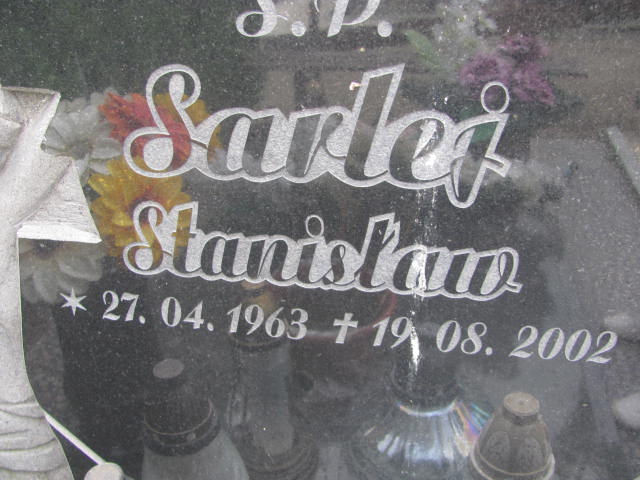 Ś.P.
Sarlej
Stanisław
* 27. 04. 1963 ✝ 19. 08. 2002